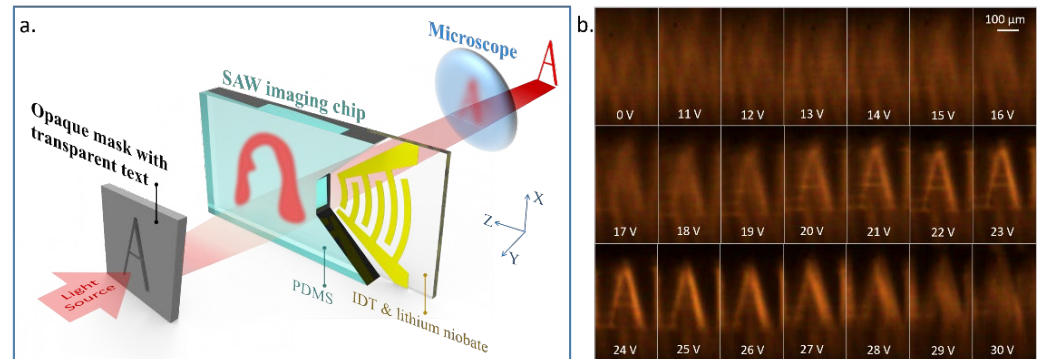 a.
Opaque mask with
transparent text
SAW imaging chip
Microscope
A
A
A
Light
Source
PDMS
IDT & lithium niobate
X
Z
Y
b.
100 μm
0 V
11 V
12 V
13 V
14 V
15 V
16 V
17 V
18 V
19 V
20 V
21 V
22 V
23 V
24 V
25 V
26 V
27 V
28 V
29 V
30 V